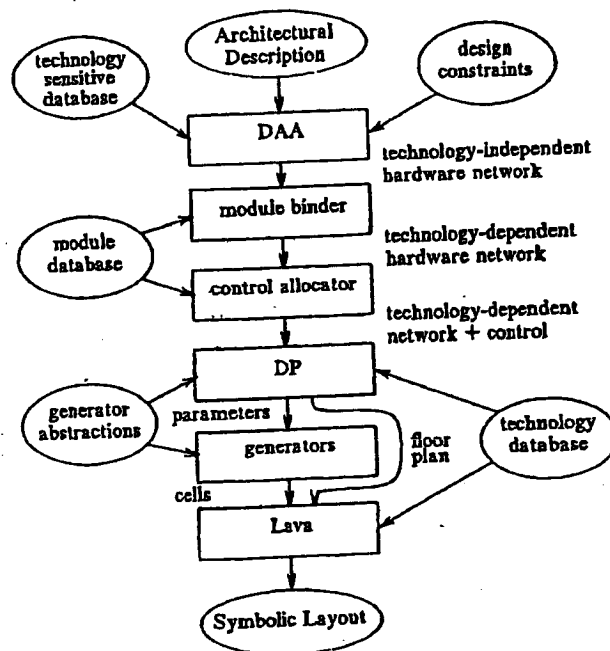 Architectural
Description
technology
sensitive
database
design
constraints
DAA
technology-independent
hardware network
module binder
module
database
technology-dependent
hardware network
control allocator
technology-dependent
network + control
DP
generator
abstractions
parameters
floor
plan
technology
database
generators
cells
Lava
Symbolic Layout